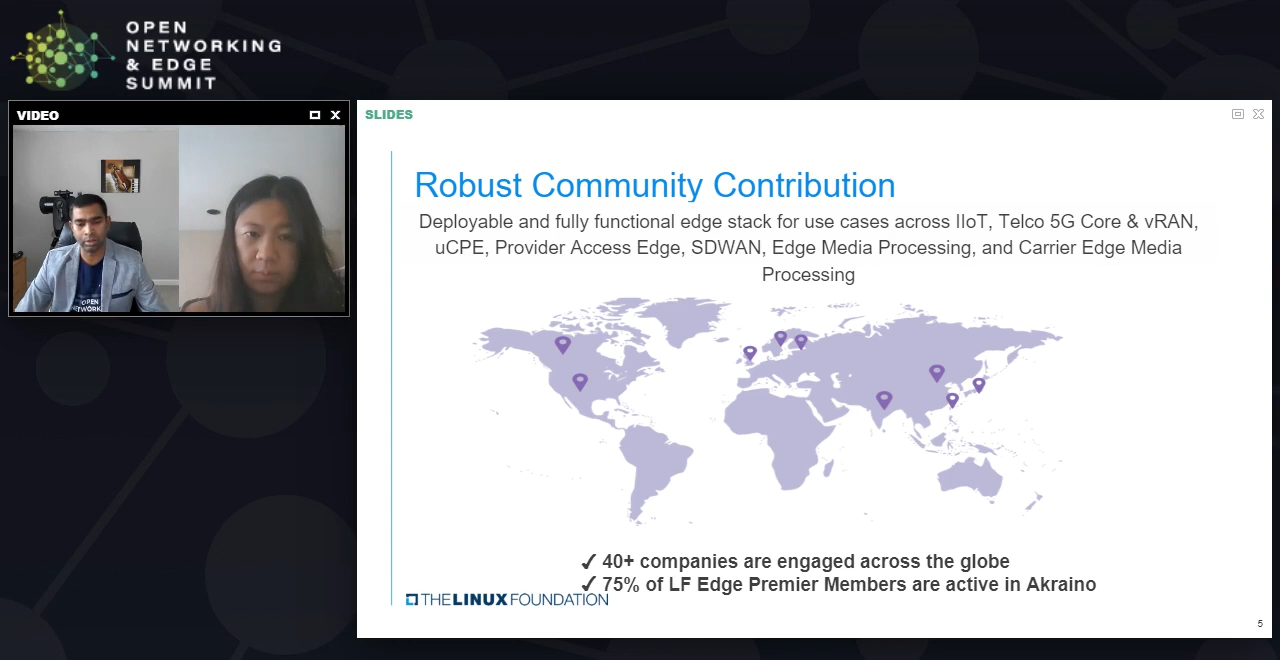 OPEN
NETWORKING
& EDGE
SUMMIT
VIDEO
OPEN
NETWORK
SLIDES
Robust Community Contribution
Deployable and fully functional edge stack for use cases across IIoT, Telco 5G Core & vRAN,
uCPE, Provider Access Edge, SDWAN, Edge Media Processing, and Carrier Edge Media
Processing
✓ 40+ companies are engaged across the globe
✓ 75% of LF Edge Premier Members are active in Akraino
THE LINUX FOUNDATION
5